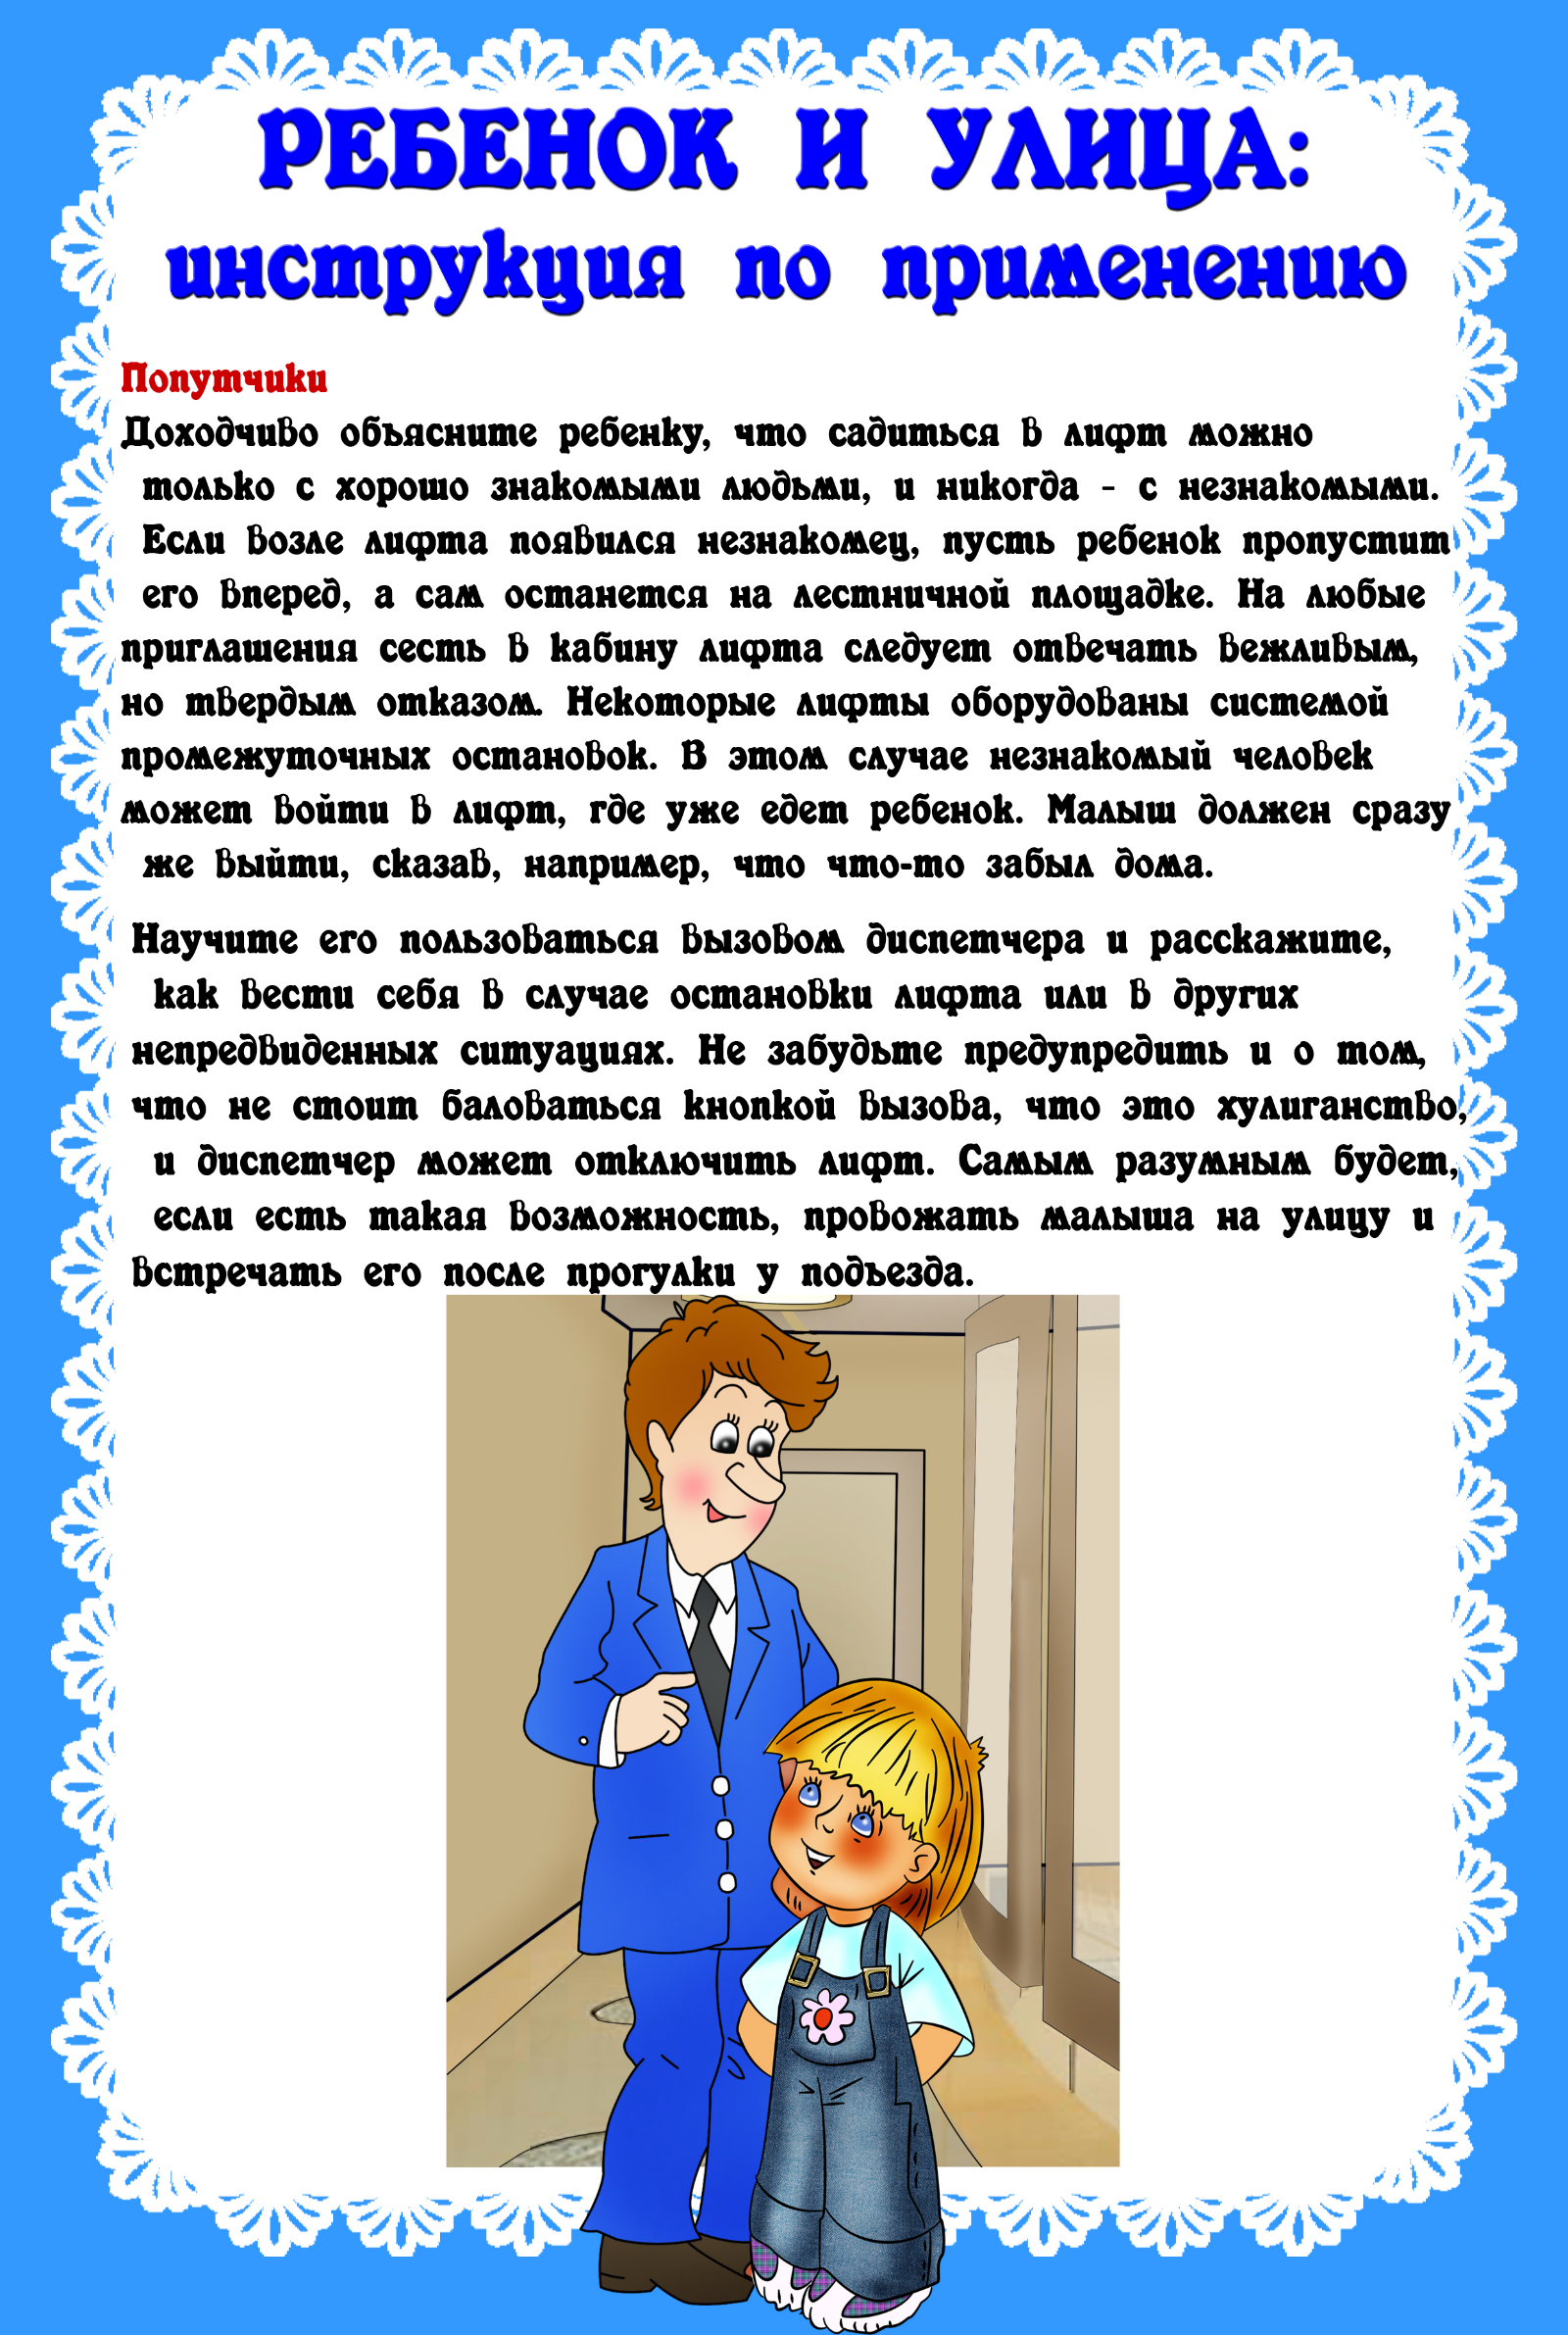 РЕБЕНОК И УЛИЦА:
инструкция по применению
Попутчики
Доходчиво объясните ребенку, что садиться в лифт можно
только с хорошо знакомыми людьми, и никогда - с незнакомыми.
Если возле лифта появился незнакомец, пусть ребенок пропустит
его вперед, а сам останется на лестничной площадке. На любые
приглашения сесть в кабину лифта следует отвечать вежливым,
но твердым отказом. Некоторые лифты оборудованы системой
промежуточных остановок. В этом случае незнакомый человек
может войти в лифт, где уже едет ребенок. Малыш должен сразу
же выйти, сказав, например, что что-то забыл дома.
Научите его пользоваться вызовом диспетчера и расскажите,
как вести себя в случае остановки лифта или в других
непредвиденных ситуациях. Не забудьте предупредить и о том,
что не стоит баловаться кнопкой вызова, что это хулиганство,
и диспетчер может отключить лифт. Самым разумным будет,
если есть такая возможность, провожать малыша на улицу и
встречать его после прогулки у подъезда.